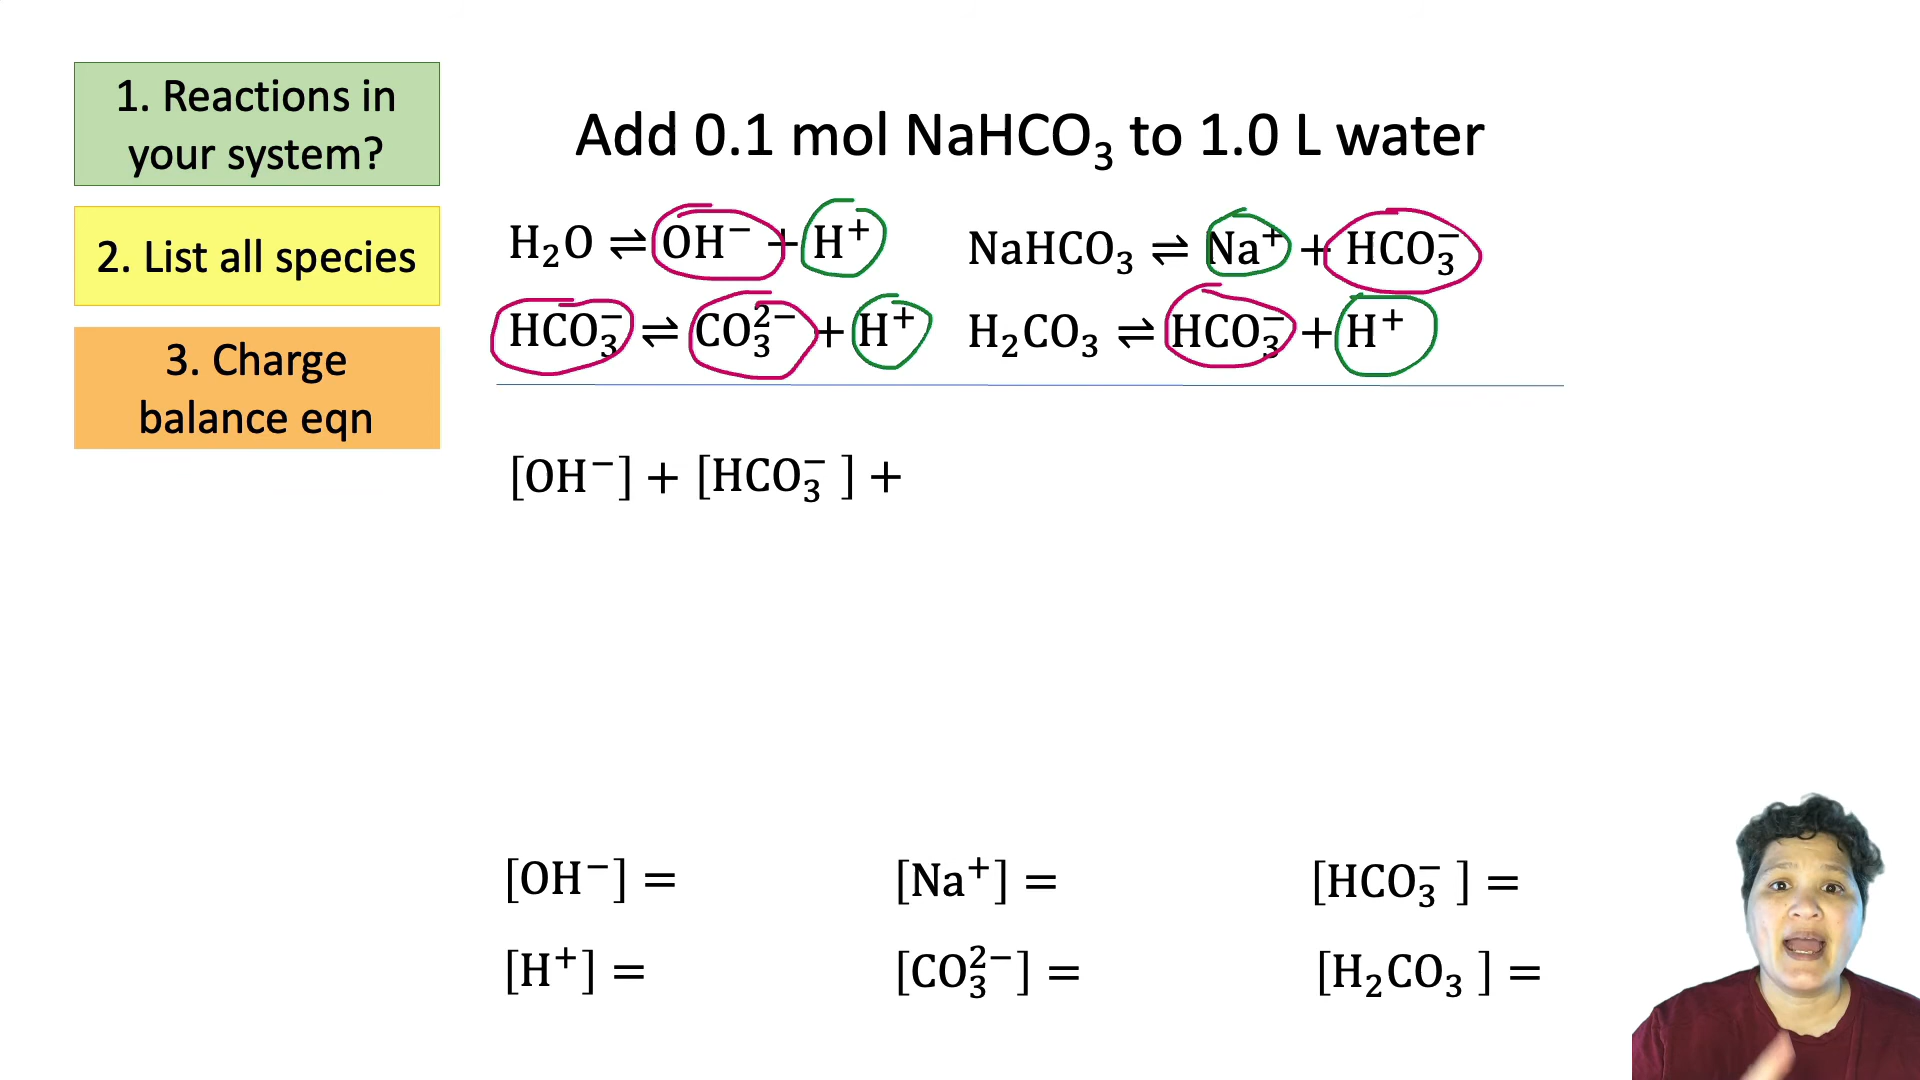 1. Reactions in
your system?
2. List all species
3. Charge
balance eqn
Add 0.1 mol NaHCO₃ to 1.0 L water
H₂O ⇌ OH⁻ + H⁺
NaHCO₃ ⇌ Na⁺ + HCO₃⁻
HCO₃⁻ ⇌ CO₃²⁻ + H⁺
H₂CO₃ ⇌ HCO₃⁻ + H⁺
[OH⁻] + [HCO₃⁻ ] +
[OH⁻] =
[Na⁺] =
[HCO₃⁻ ] =
[H⁺] =
[CO₃²⁻] =
[H₂CO₃ ] =